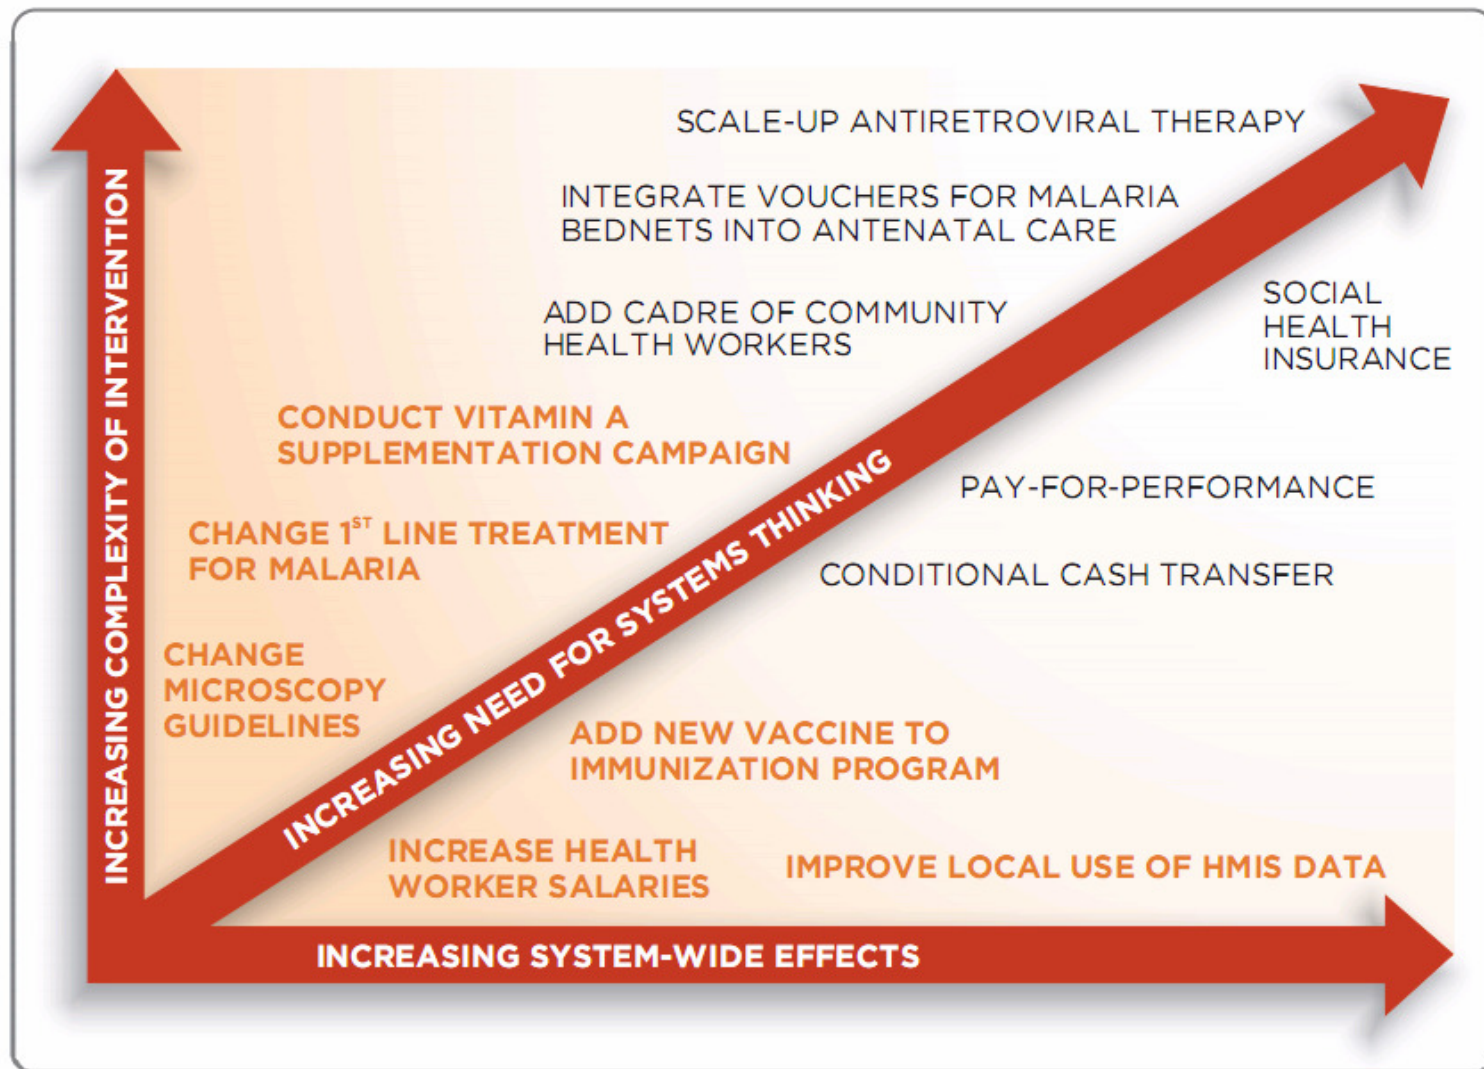 SCALE-UP ANTIRETROVIRAL THERAPY
INTEGRATE VOUCHERS FOR MALARIA
BEDNETS INTO ANTENATAL CARE
SOCIAL
HEALTH
INSURANCE
ADD CADRE OF COMMUNITY
HEALTH WORKERS
CONDUCT VITAMIN A
SUPPLEMENTATION CAMPAIGN
PAY-FOR-PERFORMANCE
CHANGE 1ST LINE TREATMENT
FOR MALARIA
CONDITIONAL CASH TRANSFER
CHANGE
MICROSCOPY
GUIDELINES
ADD NEW VACCINE TO
IMMUNIZATION PROGRAM
INCREASE HEALTH
WORKER SALARIES
IMPROVE LOCAL USE OF HMIS DATA
INCREASING COMPLEXITY OF INTERVENTION
INCREASING NEED FOR SYSTEMS THINKING
INCREASING SYSTEM-WIDE EFFECTS